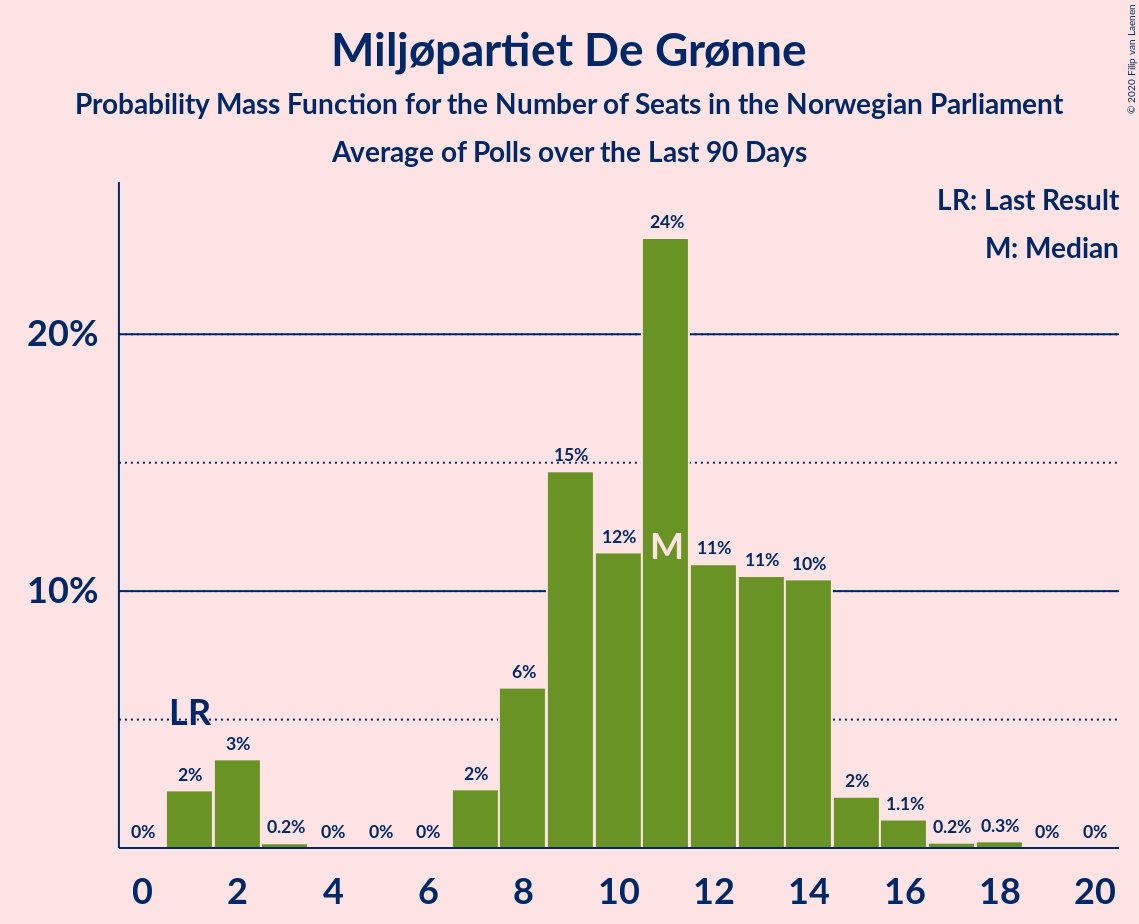 Miljøpartiet De Grønne
Probability Mass Function for the Number of Seats in the Norwegian Parliament
Average of Polls over the Last 90 Days
© 2020 Filip van Laenen
LR: Last Result
M: Median
20%
10%
LR
M
0%
2%
3%
0.2%
0%
0%
0%
2%
6%
15%
12%
24%
11%
11%
10%
2%
1.1%
0.2%
0.3%
0%
0%
0 2 4 6 8 10 12 14 16 18 20